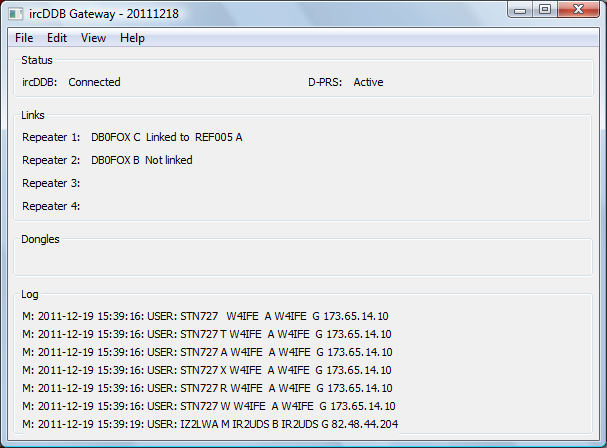 ircDDB Gateway - 20111218
File Edit View Help
Status
ircDDB: Connected D-PRS: Active
Links
Repeater 1: DB0FOX C Linked to REF005 A
Repeater 2: DB0FOX B Not linked
Repeater 3:
Repeater 4:
Dongles
Log
M: 2011-12-19 15:39:16: USER: STN727 W4IFE A W4IFE G 173.65.14.10
M: 2011-12-19 15:39:16: USER: STN727 T W4IFE A W4IFE G 173.65.14.10
M: 2011-12-19 15:39:16: USER: STN727 A W4IFE A W4IFE G 173.65.14.10
M: 2011-12-19 15:39:16: USER: STN727 X W4IFE A W4IFE G 173.65.14.10
M: 2011-12-19 15:39:16: USER: STN727 R W4IFE A W4IFE G 173.65.14.10
M: 2011-12-19 15:39:16: USER: STN727 W W4IFE A W4IFE G 173.65.14.10
M: 2011-12-19 15:39:19: USER: IZ2LWA M IR2UDS B IR2UDS G 82.48.44.204